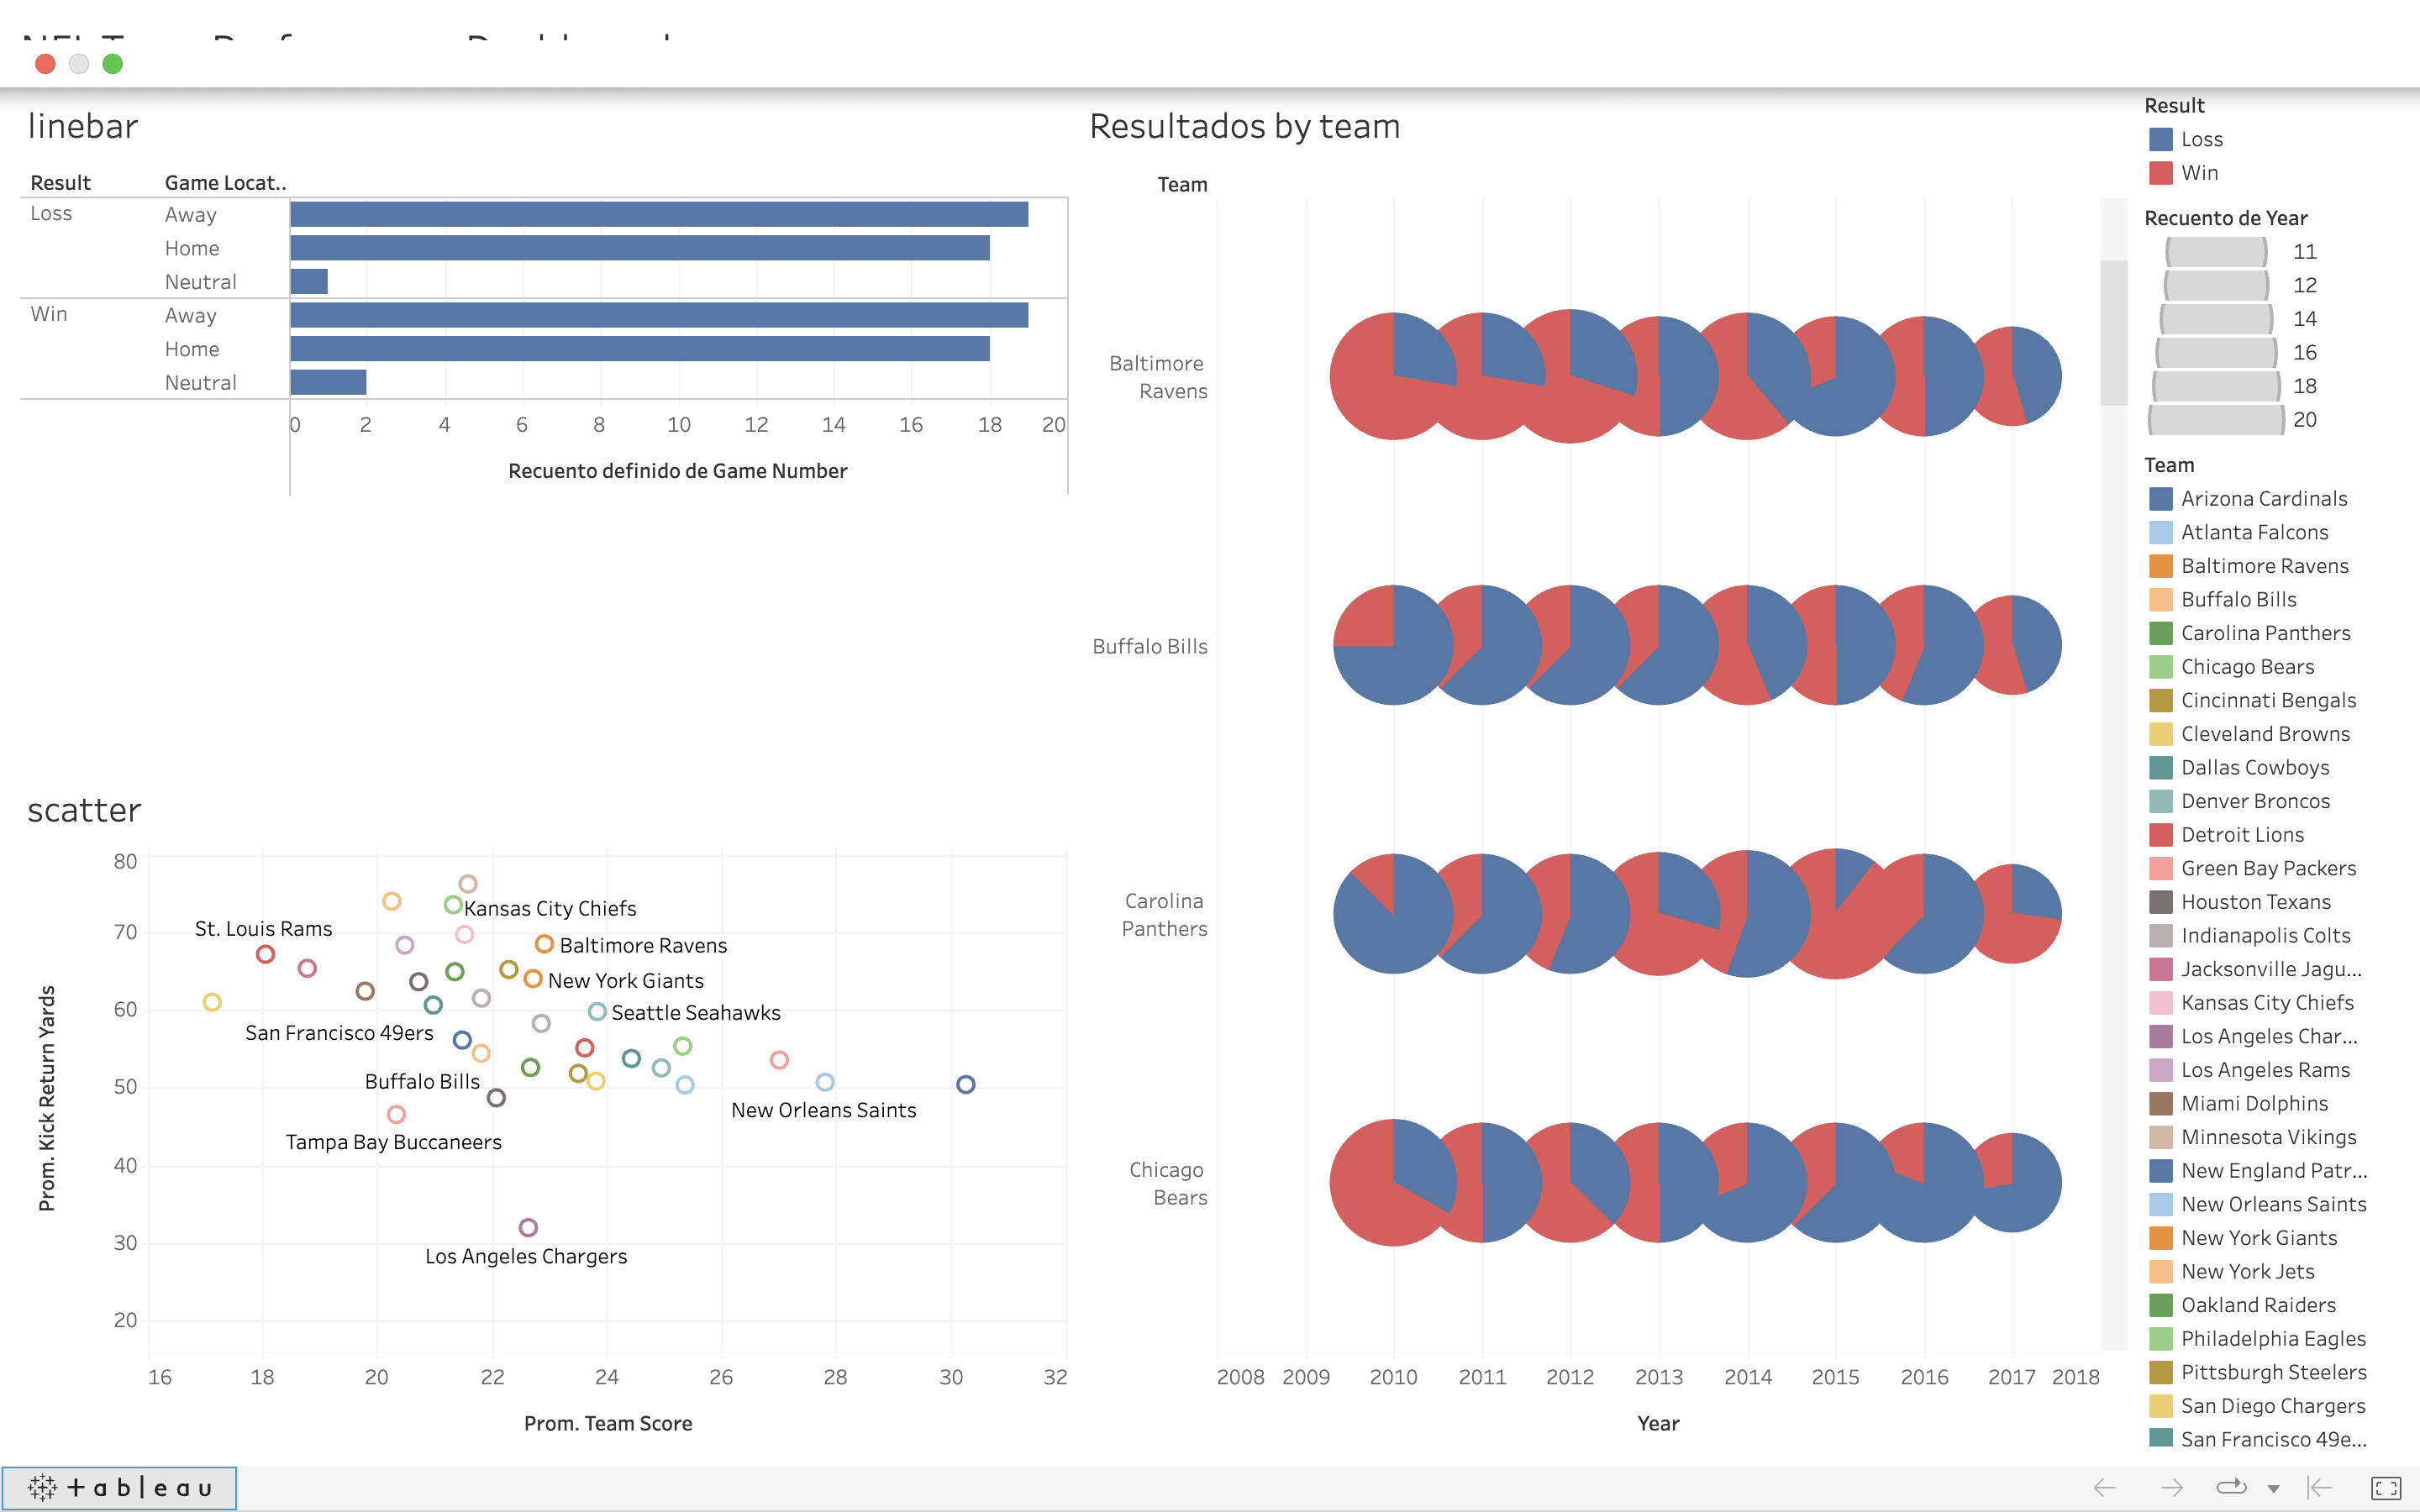 linebar
Result Game Locat..
Loss Away
Home
Neutral
Win Away
Home
Neutral
0 2 4 6 8 10 12 14 16 18 20
Recuento definido de Game Number
scatter
80
70
60
50
40
30
20
Prom. Kick Return Yards
Kansas City Chiefs
St. Louis Rams
Baltimore Ravens
New York Giants
Seattle Seahawks
San Francisco 49ers
Buffalo Bills
New Orleans Saints
Tampa Bay Buccaneers
Los Angeles Chargers
16 18 20 22 24 26 28 30 32
Prom. Team Score
Resultados by team
Team
Baltimore
Ravens
Buffalo Bills
Carolina
Panthers
Chicago
Bears
2008 2009 2010 2011 2012 2013 2014 2015 2016 2017 2018
Year
Result
Loss
Win
Recuento de Year
11
12
14
16
18
20
Team
Arizona Cardinals
Atlanta Falcons
Baltimore Ravens
Buffalo Bills
Carolina Panthers
Chicago Bears
Cincinnati Bengals
Cleveland Browns
Dallas Cowboys
Denver Broncos
Detroit Lions
Green Bay Packers
Houston Texans
Indianapolis Colts
Jacksonville Jagu...
Kansas City Chiefs
Los Angeles Char...
Los Angeles Rams
Miami Dolphins
Minnesota Vikings
New England Patr...
New Orleans Saints
New York Giants
New York Jets
Oakland Raiders
Philadelphia Eagles
Pittsburgh Steelers
San Diego Chargers
San Francisco 49e...
+ableau